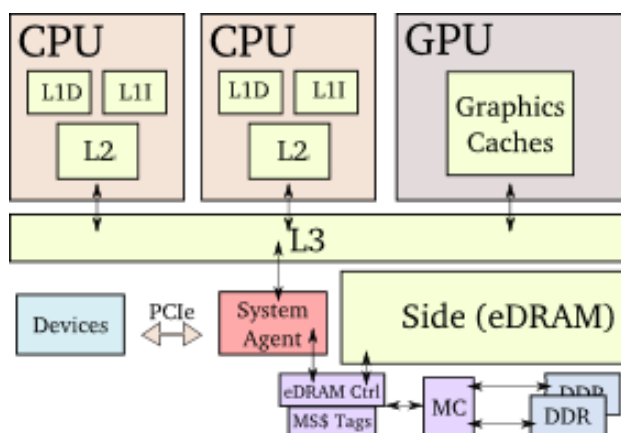 CPU
CPU
GPU
L1D
L1I
L1D
L1I
Graphics
Caches
L2
L2
L3
Devices
PCIe
System
Agent
Side (eDRAM)
eDRAM Ctrl
MS$ Tags
MC
DDR
DDR